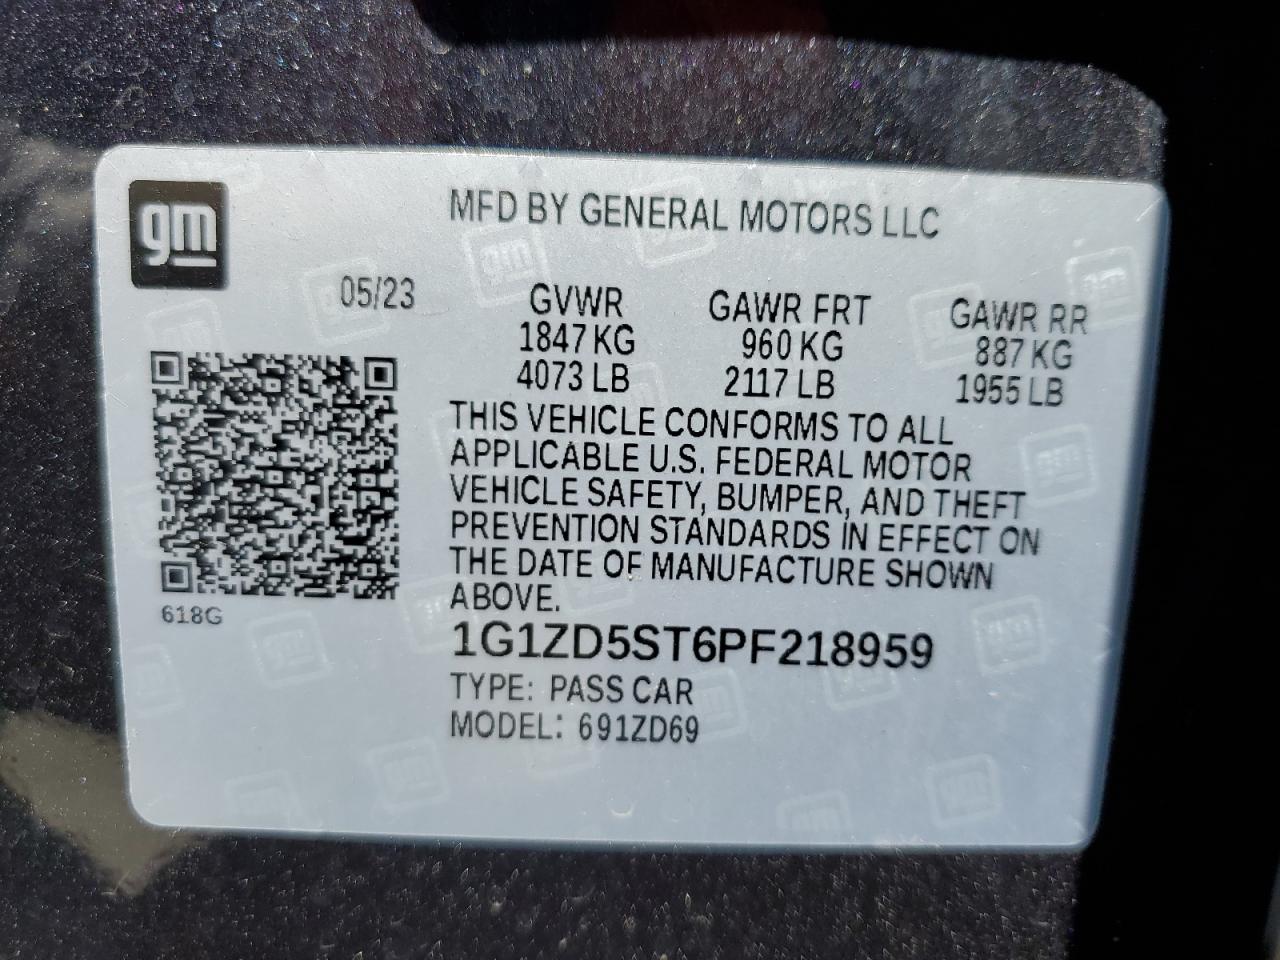 gm
MFD BY GENERAL MOTORS LLC
05/23
GVWR GAWR FRT GAWR RR
1847 KG 960 KG 887 KG
4073 LB 2117 LB 1955 LB
THIS VEHICLE CONFORMS TO ALL
APPLICABLE U.S. FEDERAL MOTOR
VEHICLE SAFETY, BUMPER, AND THEFT
PREVENTION STANDARDS IN EFFECT ON
THE DATE OF MANUFACTURE SHOWN
ABOVE.
618G
1G1ZD5ST6PF218959
TYPE: PASS CAR
MODEL: 691ZD69